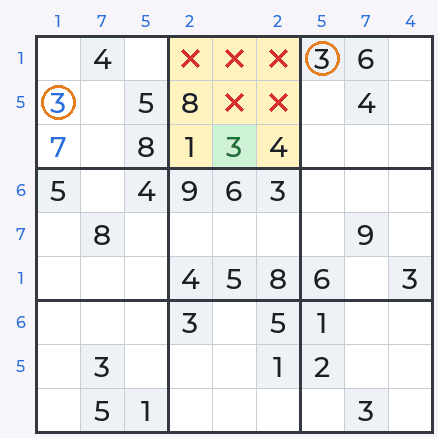 1 7 5 2 2 5 7 4
1 4 × × × 3 6
5 3 5 8 × × 4
7 8 1 3 4
6 5 4 9 6 3
7 8 9
1 4 5 8 6 3
6 3 5 1
5 3 1 2
5 1 3